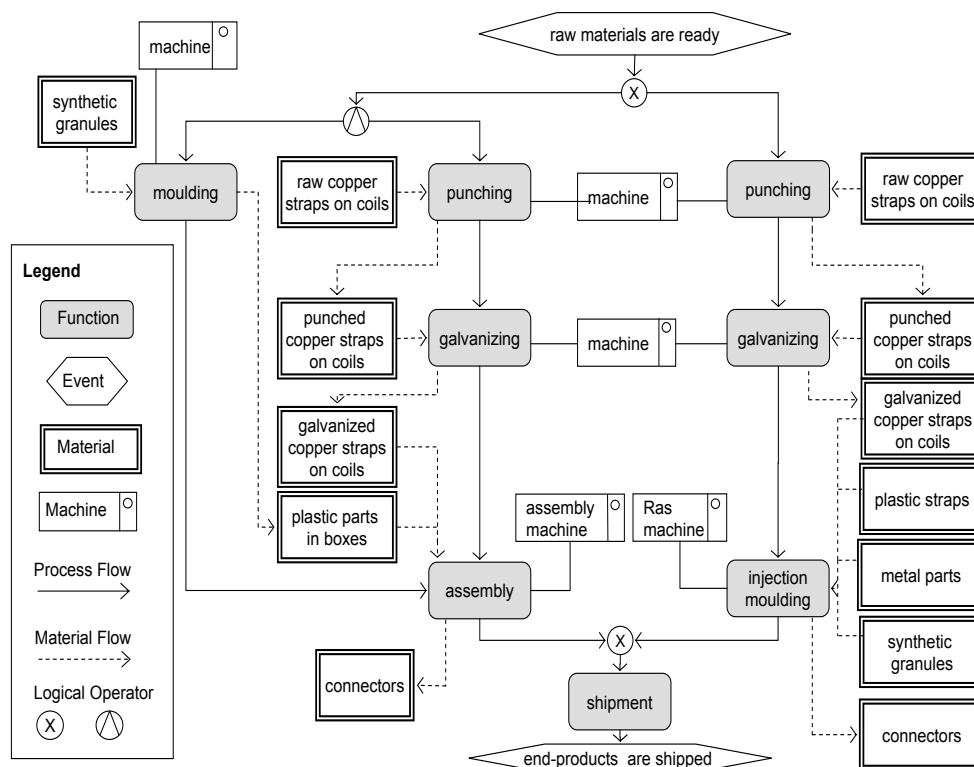 raw materials are ready
machine
synthetic
granules
X
moulding
raw copper
straps on coils
punching
machine
punching
raw copper
straps on coils
Legend
Function
Event
Material
Machine
Process Flow
Material Flow
Logical Operator
X
punched
copper straps
on coils
galvanizing
machine
galvanizing
punched
copper straps
on coils
galvanized
copper straps
on coils
galvanized
copper straps
on coils
plastic parts
in boxes
assembly
machine
Ras
machine
plastic straps
assembly
injection
moulding
metal parts
synthetic
granules
X
connectors
shipment
connectors
end-products are shipped